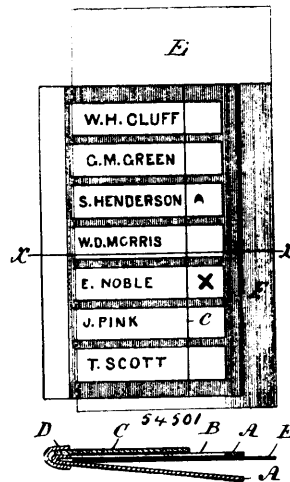 E
W. H. CLUFF
G. M. GREEN
S. HENDERSON
W. D. MORRIS
x x
E. NOBLE X
F
J. PINK C
T. SCOTT
54501
D C B A E
A